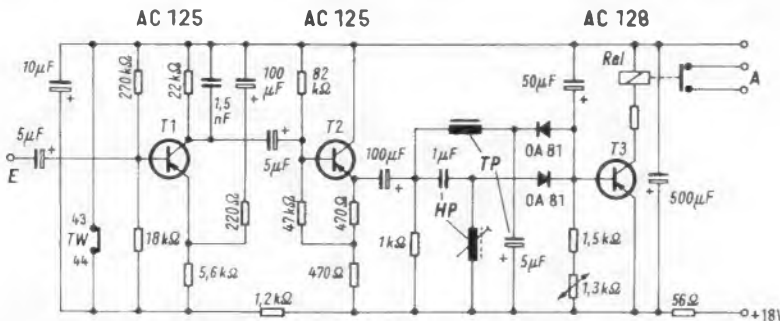 AC 125
AC 125
AC 128
10µF
270kΩ
22kΩ
1,5
nF
100
µF
82
kΩ
50µF
Rel
A
5µF
E
T1
5µF
T2
100µF
1µF
TP
OA 81
OA 81
T3
500µF
43
TW
44
18kΩ
220Ω
47kΩ
470Ω
HP
1kΩ
5µF
1,5kΩ
5,6kΩ
470Ω
1,3kΩ
1,2kΩ
56Ω
+18V